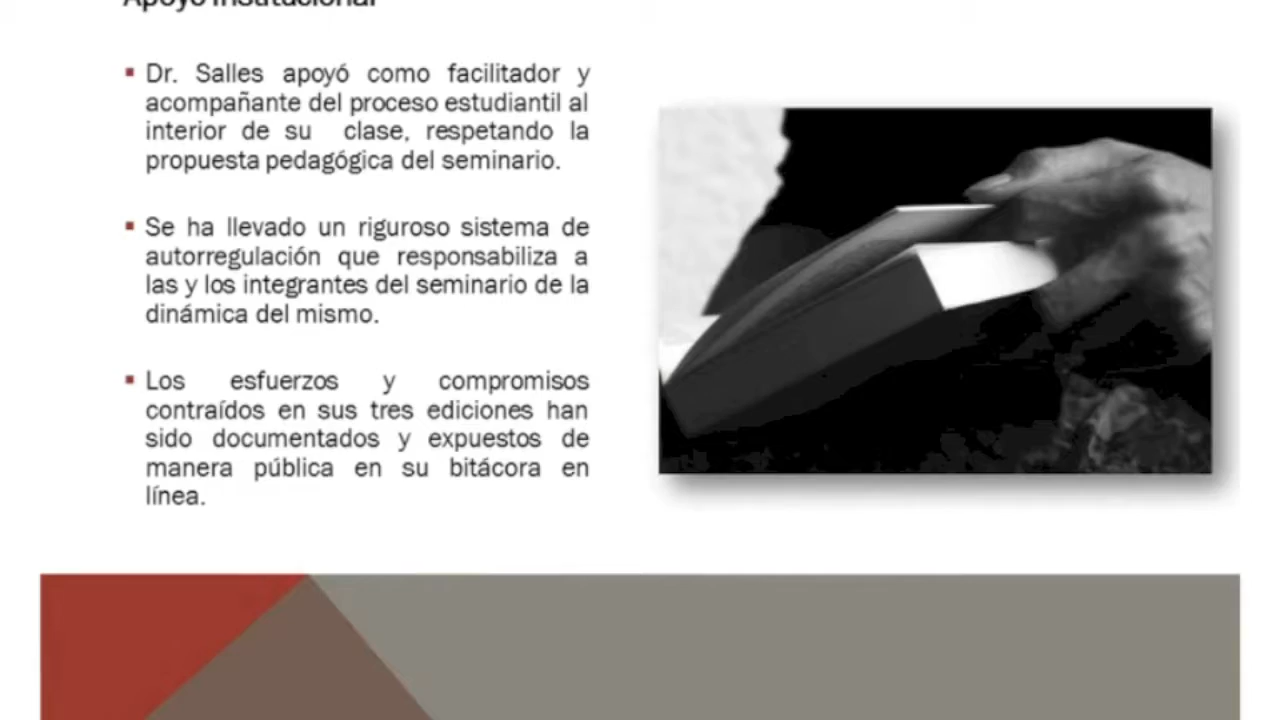 Apoyo Institucional
Dr. Salles apoyó como facilitador y
acompañante del proceso estudiantil al
interior de su clase, respetando la
propuesta pedagógica del seminario.
Se ha llevado un riguroso sistema de
autorregulación que responsabiliza a
las y los integrantes del seminario de la
dinámica del mismo.
Los esfuerzos y compromisos
contraídos en sus tres ediciones han
sido documentados y expuestos de
manera pública en su bitácora en
línea.